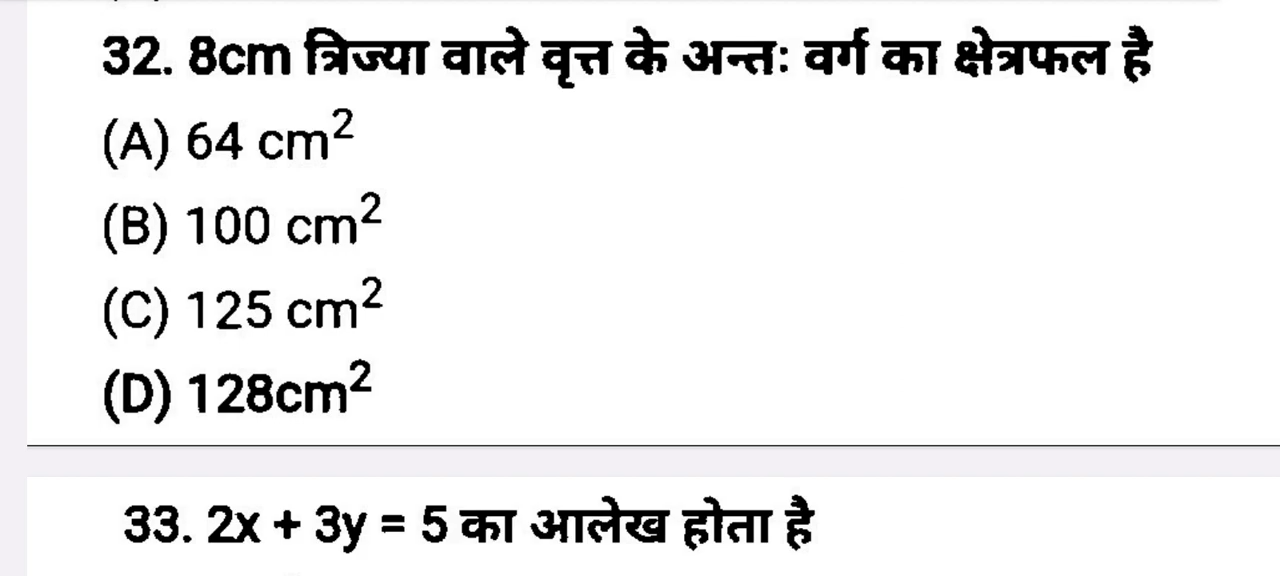 32. 8cm त्रिज्या वाले वृत्त के अन्तः वर्ग का क्षेत्रफल है
(A) 64 cm²
(B) 100 cm²
(C) 125 cm²
(D) 128cm²
33. 2x + 3y = 5 का आलेख होता है